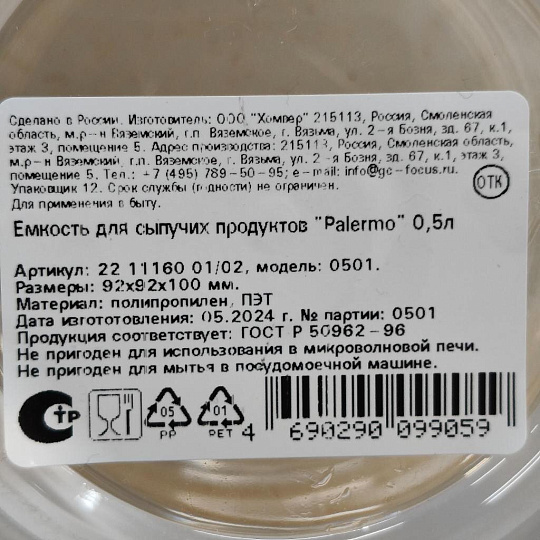 Сделано в России. Изготовитель: ООО "Хомвер" 215113, Россия, Смоленская
область, м.р-н Вяземский, г.п. Вяземское, г. Вязьма, ул. 2-я Бозня, зд. 67, к.1,
этаж 3, помещение 5. Адрес производства: 215113, Россия, Смоленская область,
м.р-н Вяземский, г.п. Вяземское, г. Вязьма, ул. 2-я Бозня, зд. 67, к.1, этаж 3,
помещение 5. Тел.: +7 (495) 789-50-95; e-mail: info@gc-focus.ru.
Упаковщик 12. Срок службы (годности) не ограничен.
ОТК
Для применения в быту.
Емкость для сыпучих продуктов "Palermo" 0,5л
Артикул: 22 11160 01/02, модель: 0501.
Размеры: 92x92x100 мм.
Материал: полипропилен, ПЭТ
Дата изгототовления: 05.2024 г. № партии: 0501
Продукция соответствует: ГОСТ Р 50962-96
Не пригоден для использования в микроволновой печи.
Не пригоден для мытья в посудомоечной машине.
СТР
05
PP
01
PET
4 690290 099059